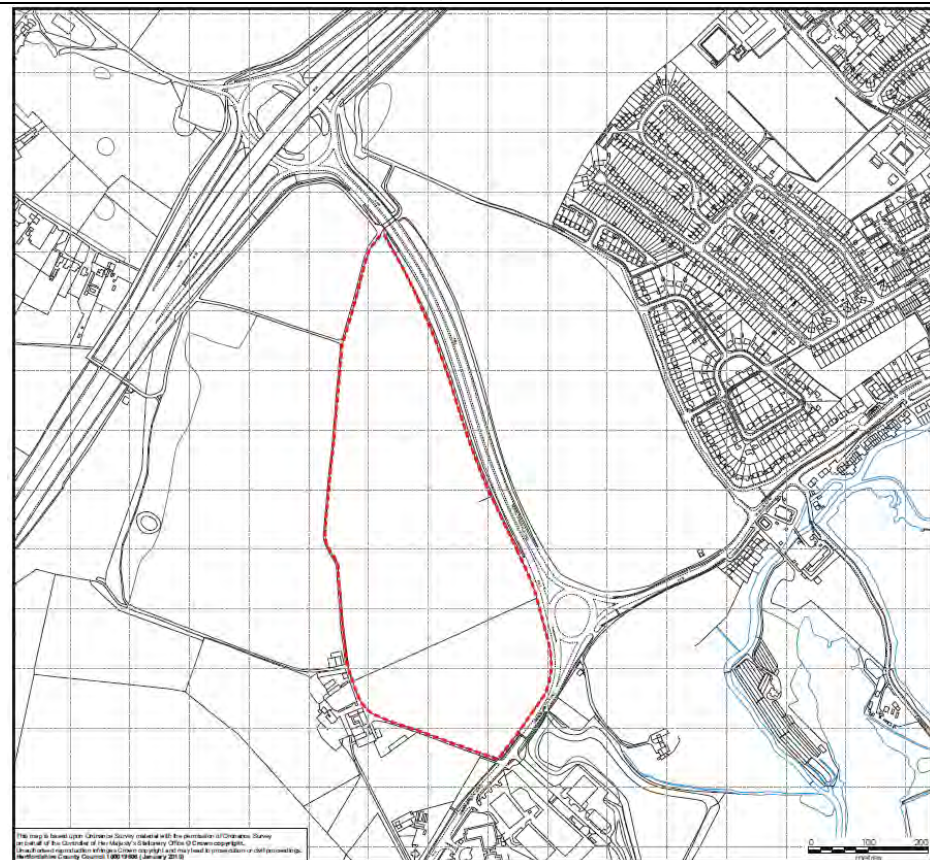 0 100 200
metres
This map is based upon Ordnance Survey material with the permission of Ordnance Survey
on behalf of the Controller of Her Majesty's Stationery Office © Crown copyright.
Unauthorised reproduction infringes Crown copyright and may lead to prosecution or civil proceedings.
Hertfordshire County Council